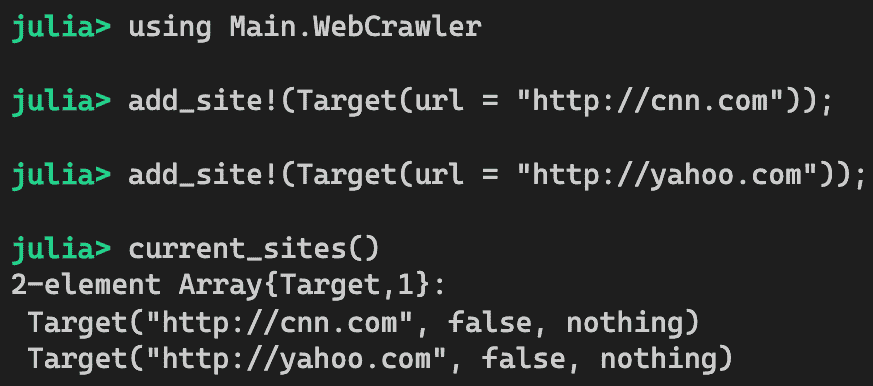 julia> using Main.WebCrawler
julia> add_site!(Target(url = "http://cnn.com"));
julia> add_site!(Target(url = "http://yahoo.com"));
julia> current_sites()
2-element Array{Target,1}:
 Target("http://cnn.com", false, nothing)
 Target("http://yahoo.com", false, nothing)